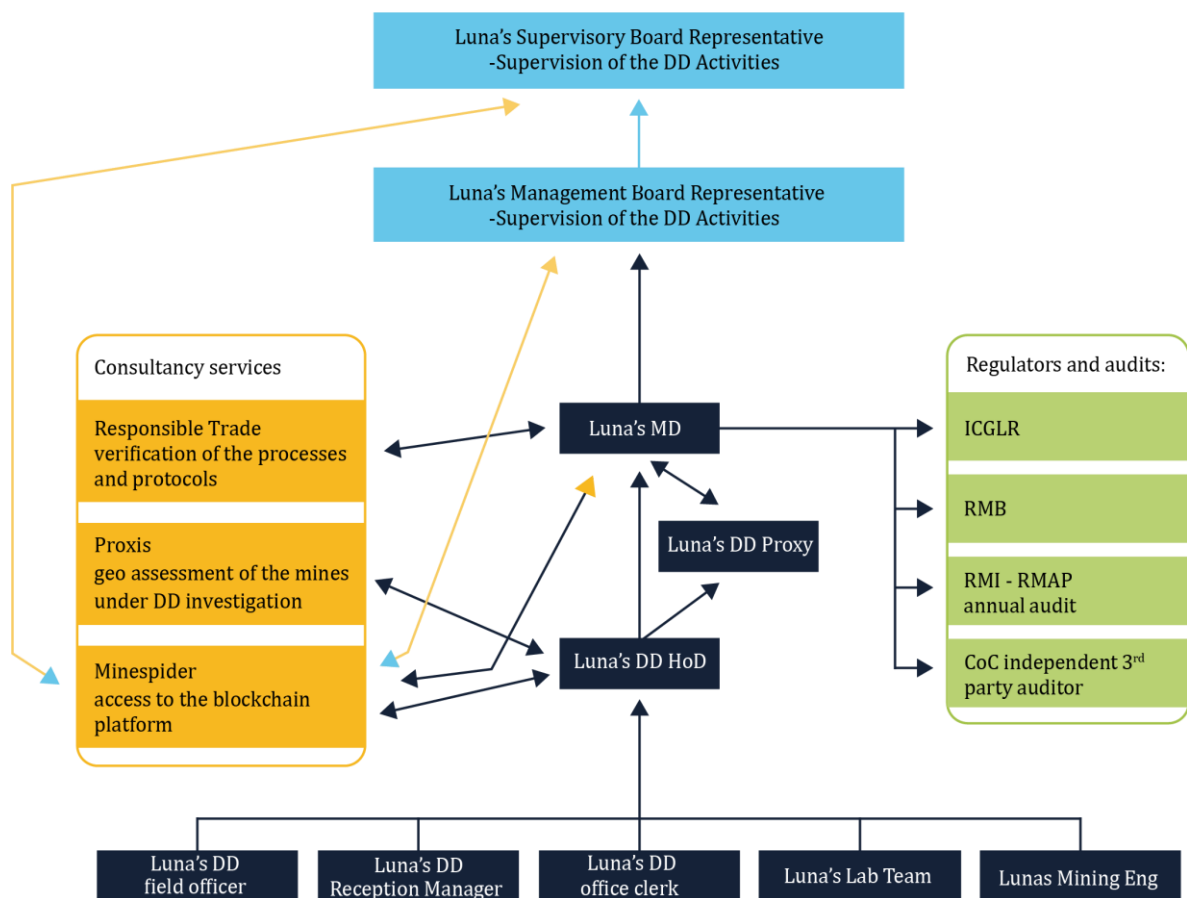 Luna’s Supervisory Board Representative
-Supervision of the DD Activities
Luna’s Management Board Representative
-Supervision of the DD Activities
Consultancy services
Responsible Trade
verification of the processes
and protocols
Proxis
geo assessment of the mines
under DD investigation
Minespider
access to the blockchain
platform
Luna’s MD
Luna’s DD Proxy
Luna’s DD HoD
Regulators and audits:
ICGLR
RMB
RMI - RMAP
annual audit
CoC independent 3rd
party auditor
Luna’s DD
field officer
Luna’s DD
Reception Manager
Luna’s DD
office clerk
Luna’s Lab Team
Lunas Mining Eng